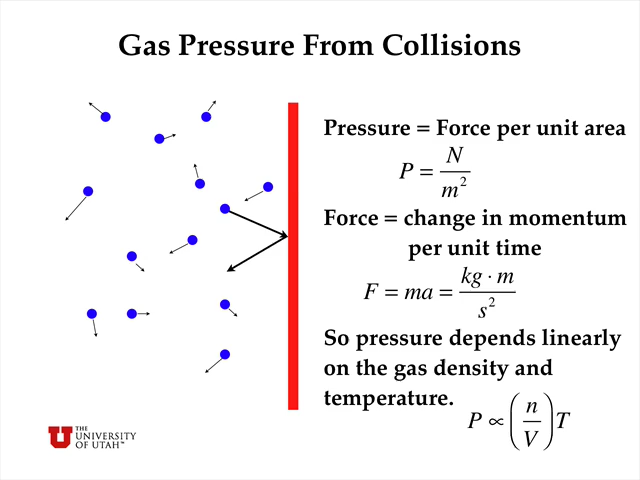 Gas Pressure From Collisions
Pressure = Force per unit area
P = N/m²
Force = change in momentum
per unit time
F = ma = kg · m/s²
So pressure depends linearly
on the gas density and
temperature.
P ∝ (n/V)T
THE
UNIVERSITY
OF UTAH™